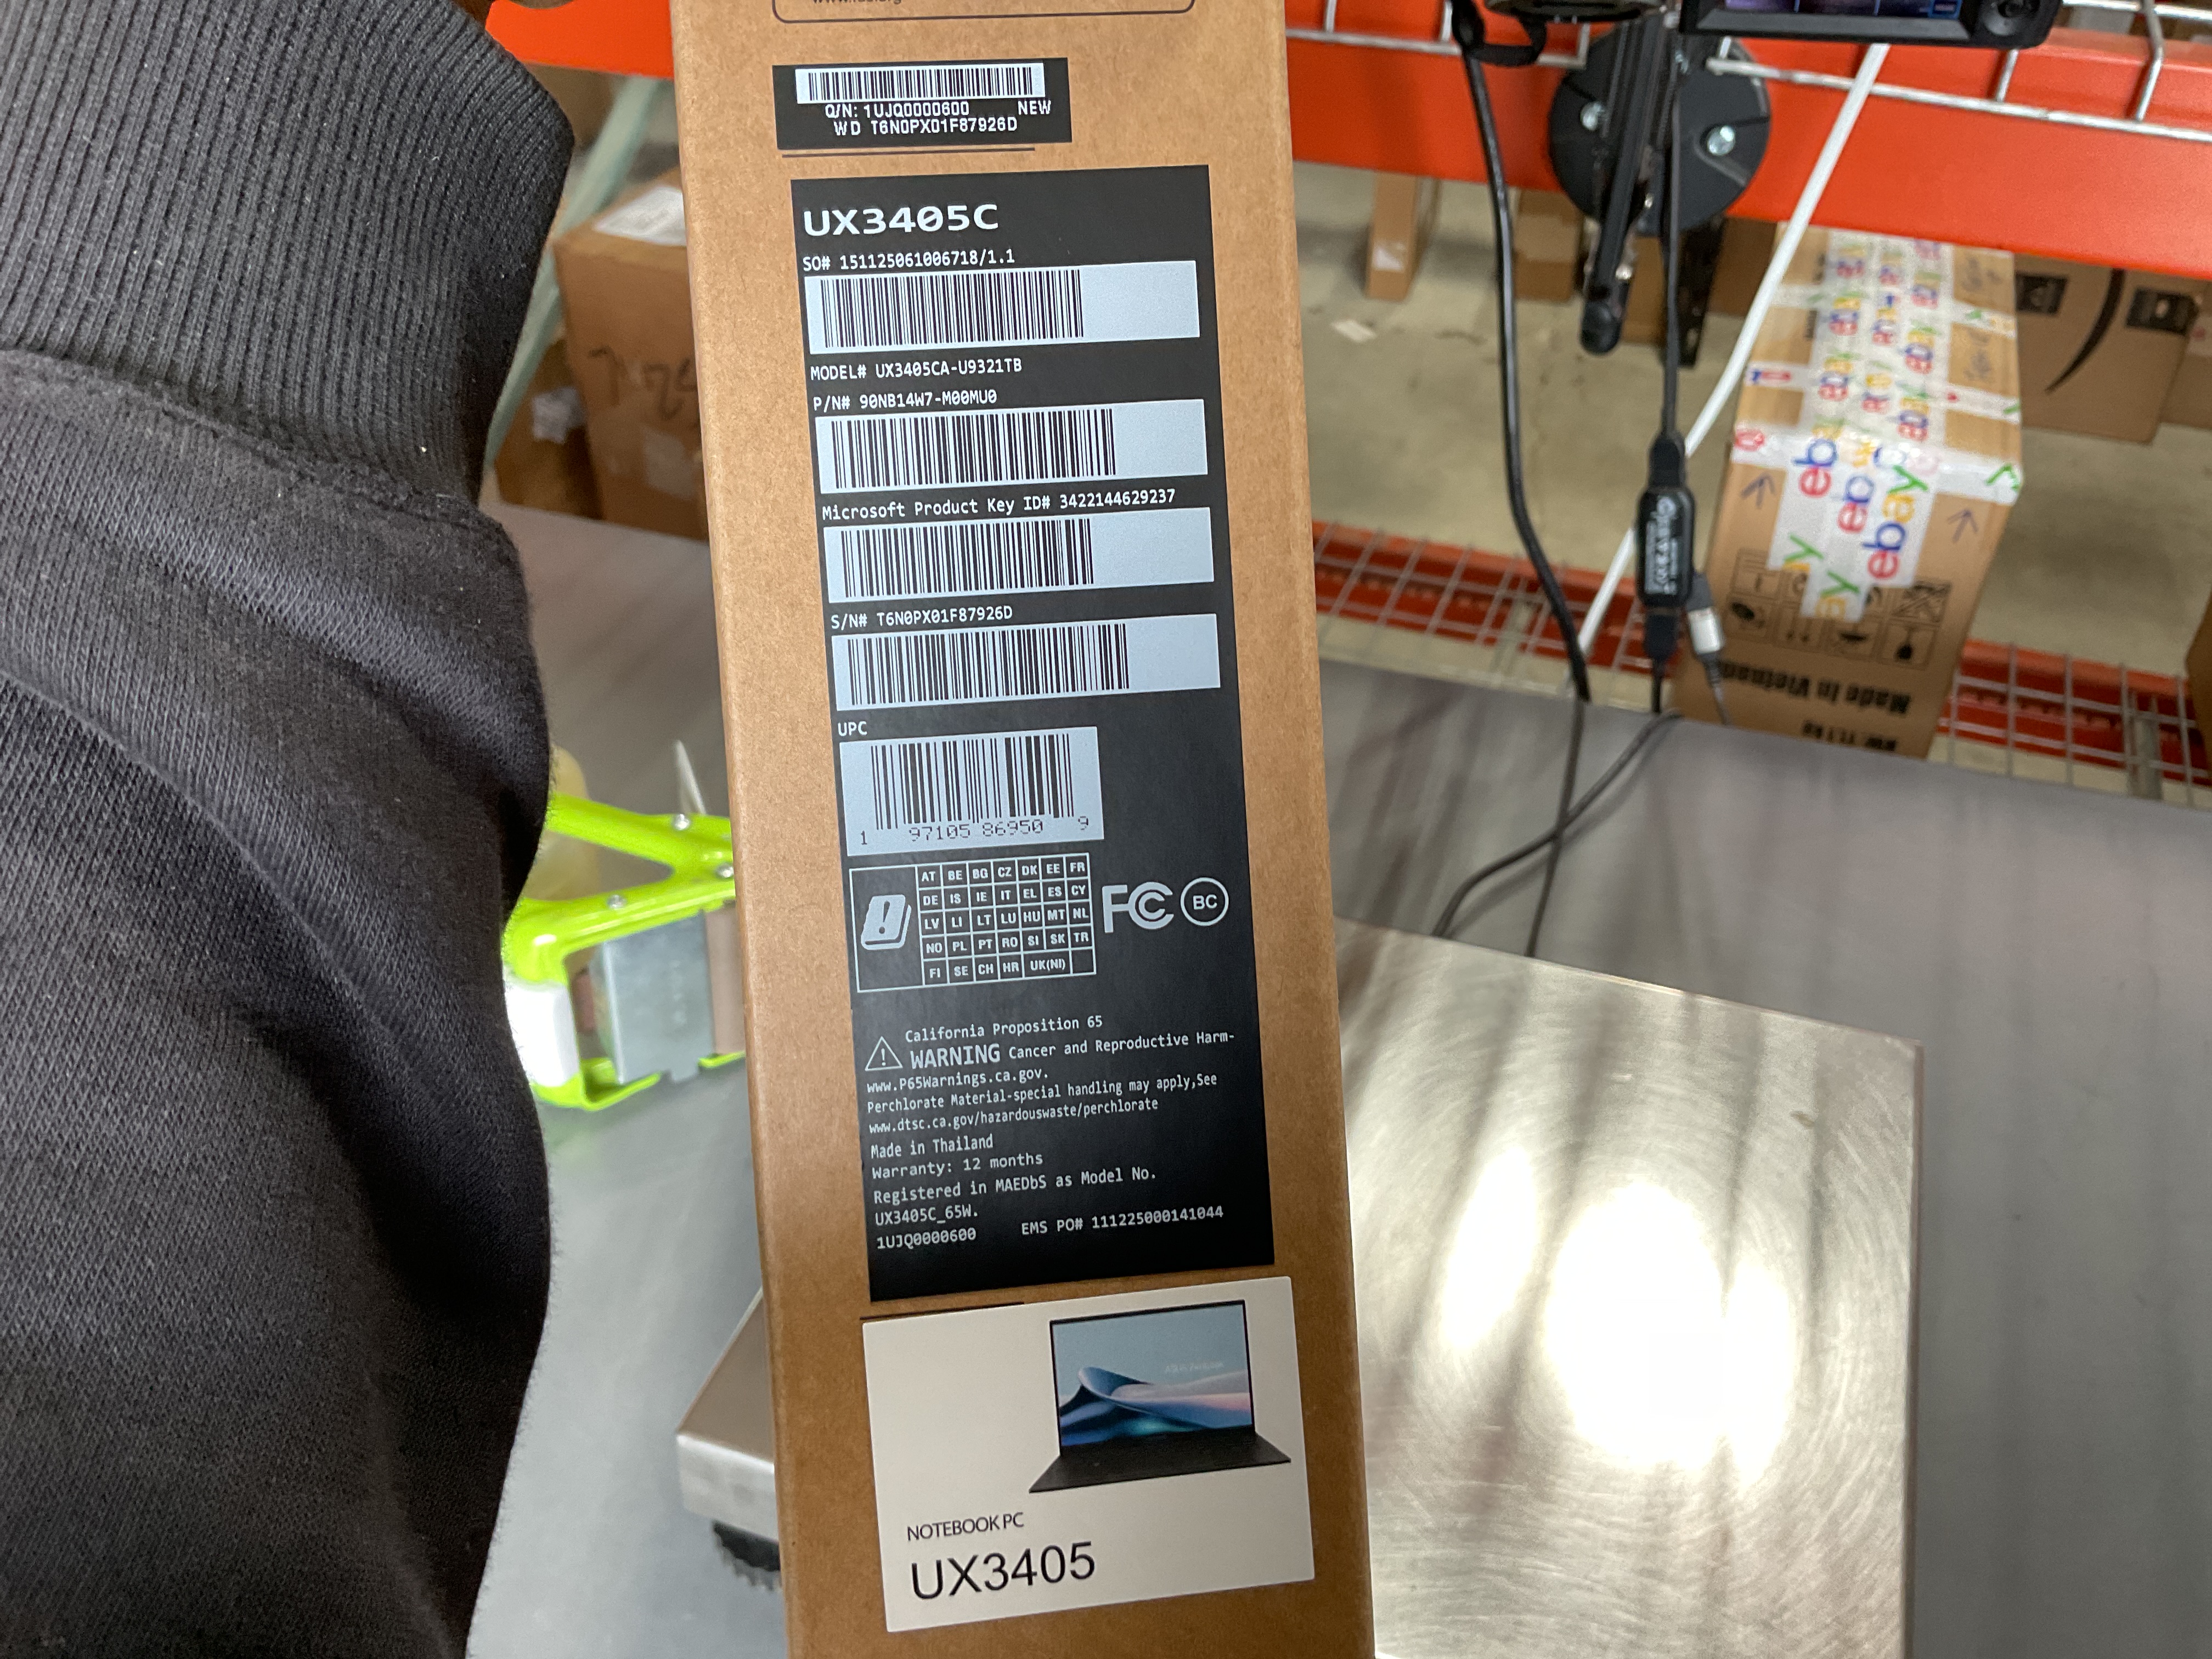 Q/N: 1UJQ0000600 NEW
WD T6N0PX01F87926D
UX3405C
SO# 151125061006718/1.1
MODEL# UX3405CA-U9321TB
P/N# 90NB14W7-M00MU0
Microsoft Product Key ID# 3422144629237
S/N# T6N0PX01F87926D
UPC
1 97105 86950 9
AT BE BG CZ DK EE FR
DE IS IE IT EL ES CY
LV LI LT LU HU MT NL
NO PL PT RO SI SK TR
FI SE CH HR UK(NI)
FC BC
California Proposition 65
WARNING Cancer and Reproductive Harm-
www.P65Warnings.ca.gov.
Perchlorate Material-special handling may apply,See
www.dtsc.ca.gov/hazardouswaste/perchlorate
Made in Thailand
Warranty: 12 months
Registered in MAEDbS as Model No.
UX3405C_65W.
1UJQ0000600 EMS PO# 111225000141044
NOTEBOOK PC
UX3405
ebay
ebay
ebay
Made in Vietnam